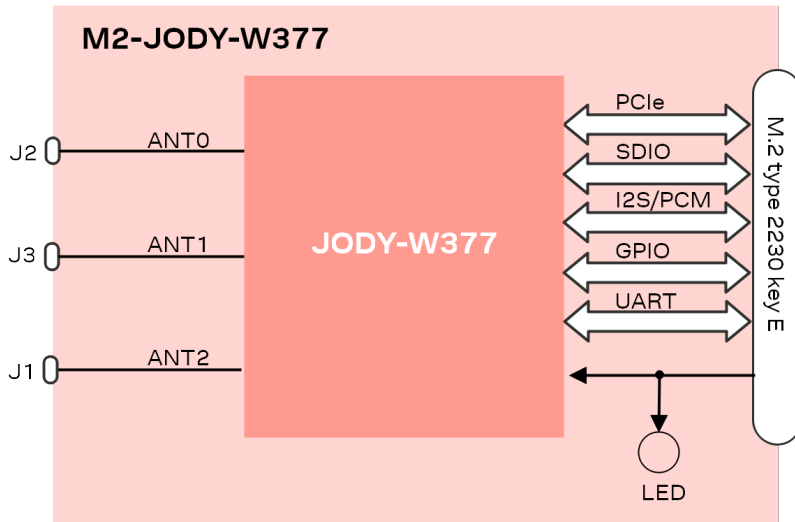 M2-JODY-W377
J2
ANT0
J3
ANT1
J1
ANT2
JODY-W377
PCIe
SDIO
I2S/PCM
GPIO
UART
LED
M.2 type 2230 key E